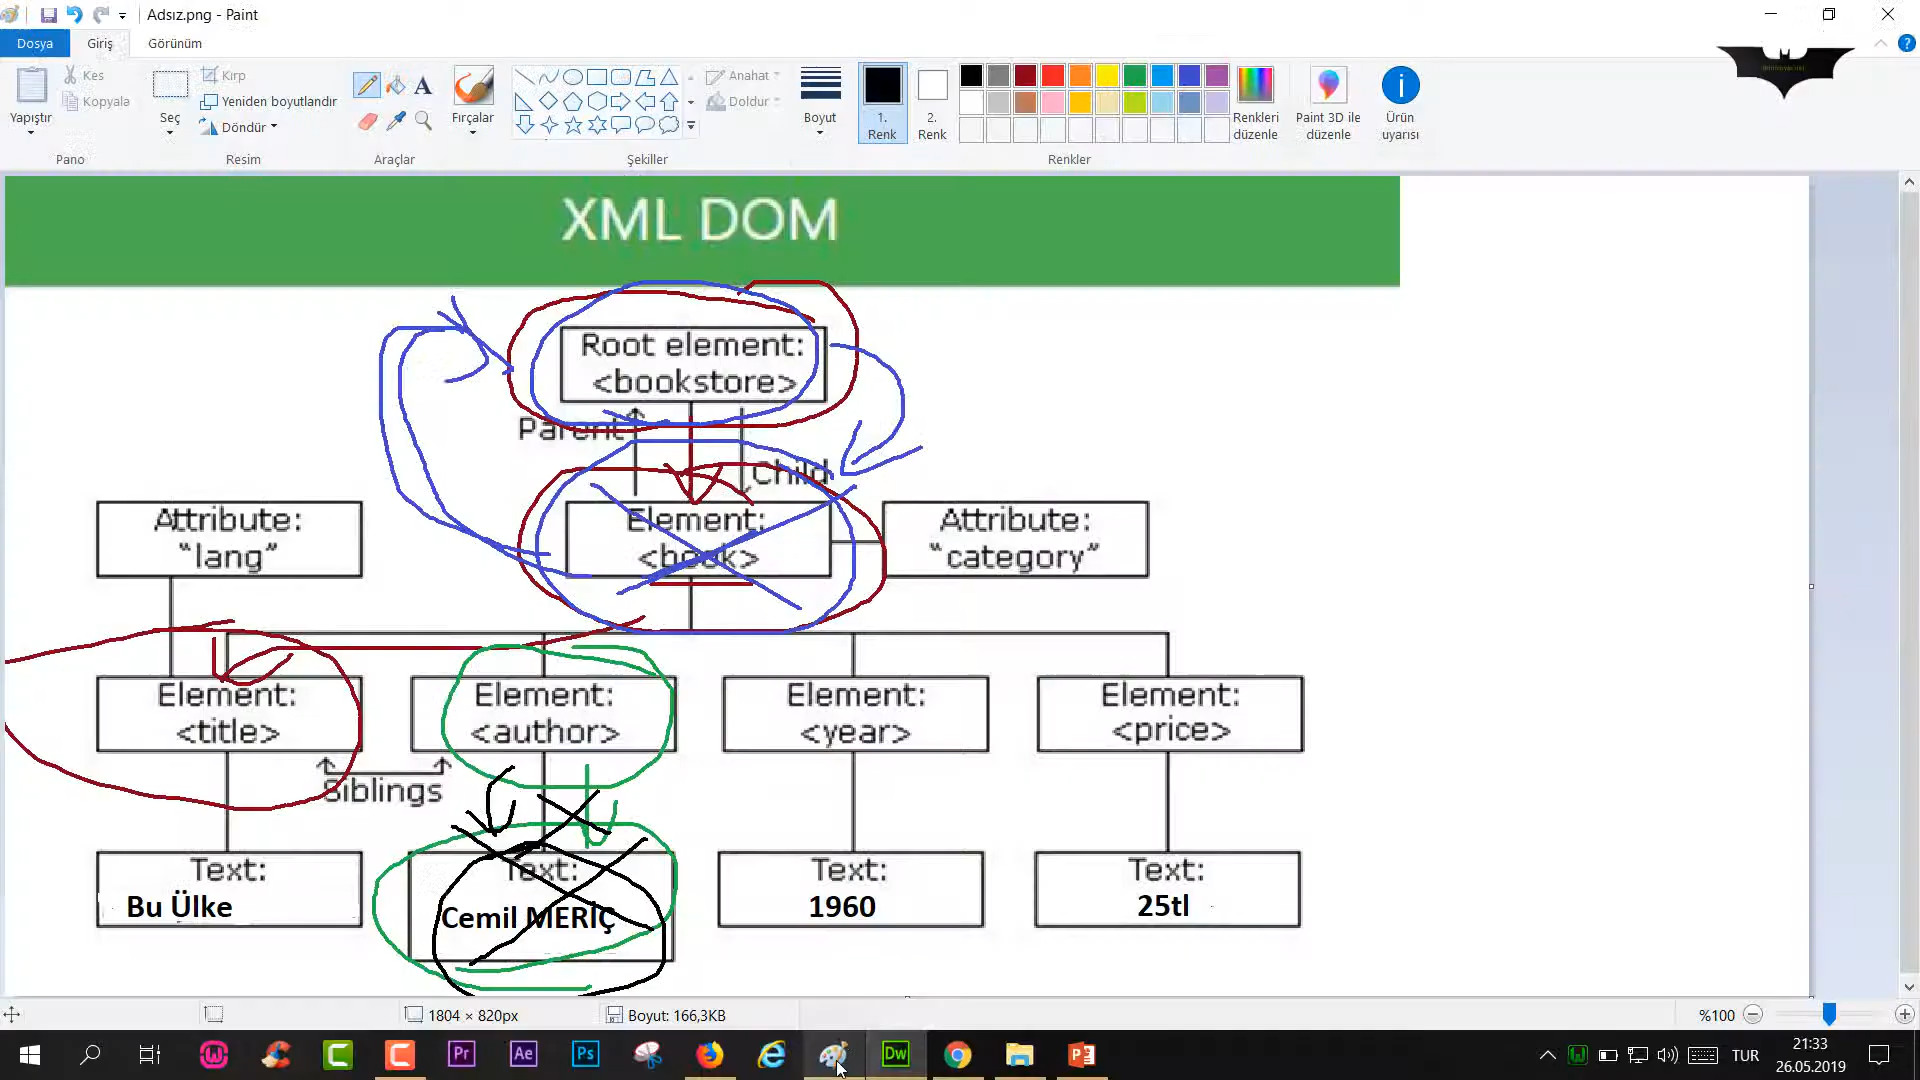 Adsız.png - Paint
Dosya
Giriş
Görünüm
Yapıştır
Kes
Kopyala
Pano
Seç
Kırp
Yeniden boyutlandır
Döndür
Resim
A
Araçlar
Fırçalar
Şekiller
Anahat
Doldur
Boyut
1.
Renk
2.
Renk
Renkler
Renkleri
düzenle
Paint 3D ile
düzenle
Ürün
uyarısı
XML DOM
Root element:
<bookstore>
Parent
Child
Attribute:
"lang"
Element:
<book>
Attribute:
"category"
Element:
<title>
Element:
<author>
Element:
<year>
Element:
<price>
Siblings
Text:
Bu Ülke
Text:
Cemil MERİÇ
Text:
1960
Text:
25tl
1804 × 820px
Boyut: 166,3KB
%100
Pr
Ae
Ps
Dw
TUR
21:33
26.05.2019